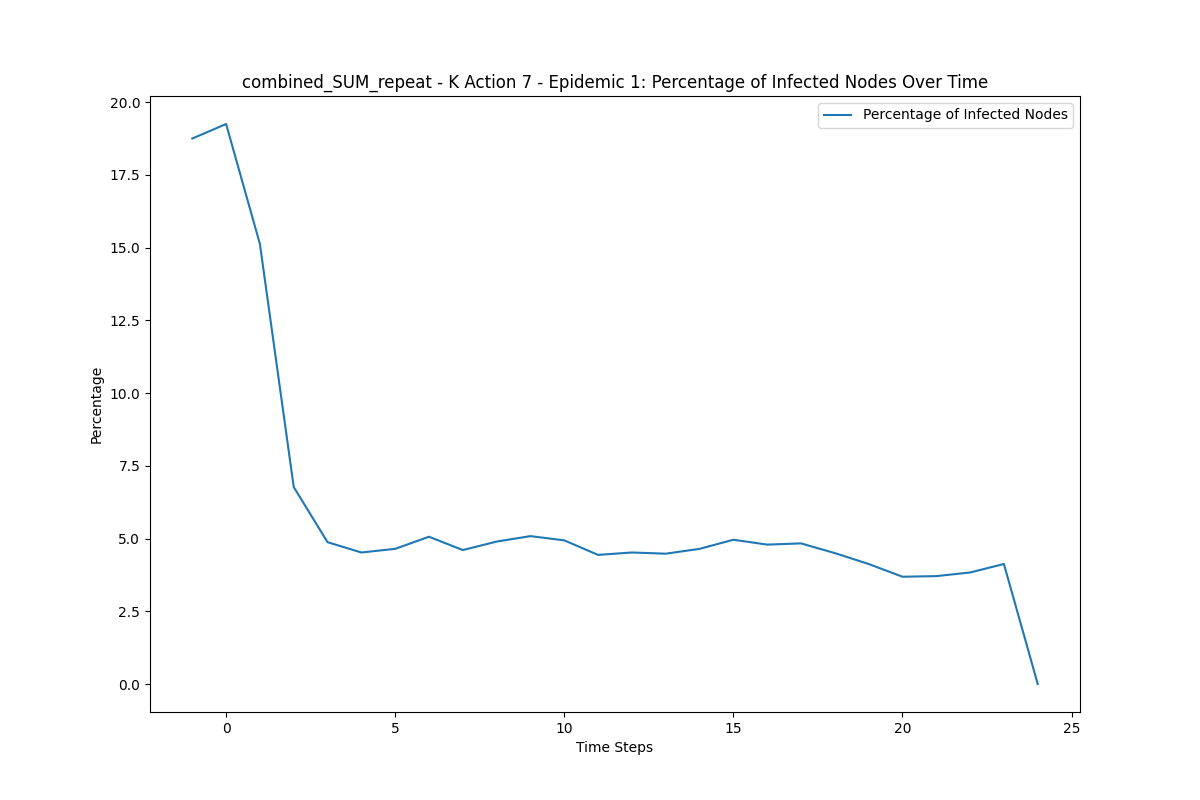 combined_SUM_repeat - K Action 7 - Epidemic 1: Percentage of Infected Nodes Over Time
Percentage of Infected Nodes
20.0
17.5
15.0
12.5
10.0
7.5
5.0
2.5
0.0
Percentage
0 5 10 15 20 25
Time Steps